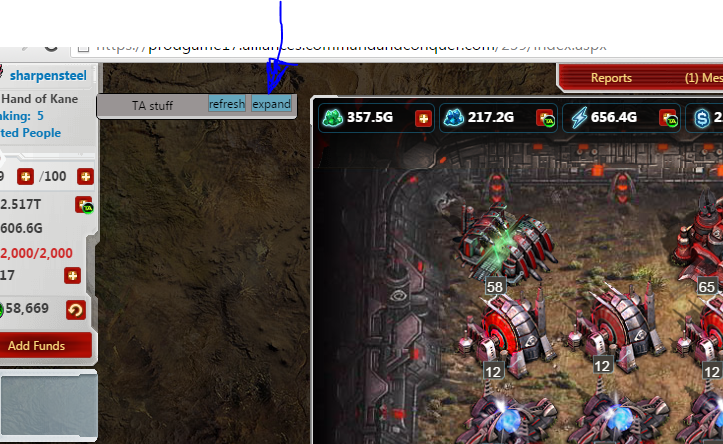 https://prodgame17.alliances.commandandconquer.com/259/index.aspx
sharpensteel
Hand of Kane
king: 5
ted People
Reports
(1) Mes
TA stuff
refresh
expand
357.5G
217.2G
656.4G
2
9
/100
2.517T
606.6G
2,000/2,000
17
58,669
Add Funds
58
65
12
12
12